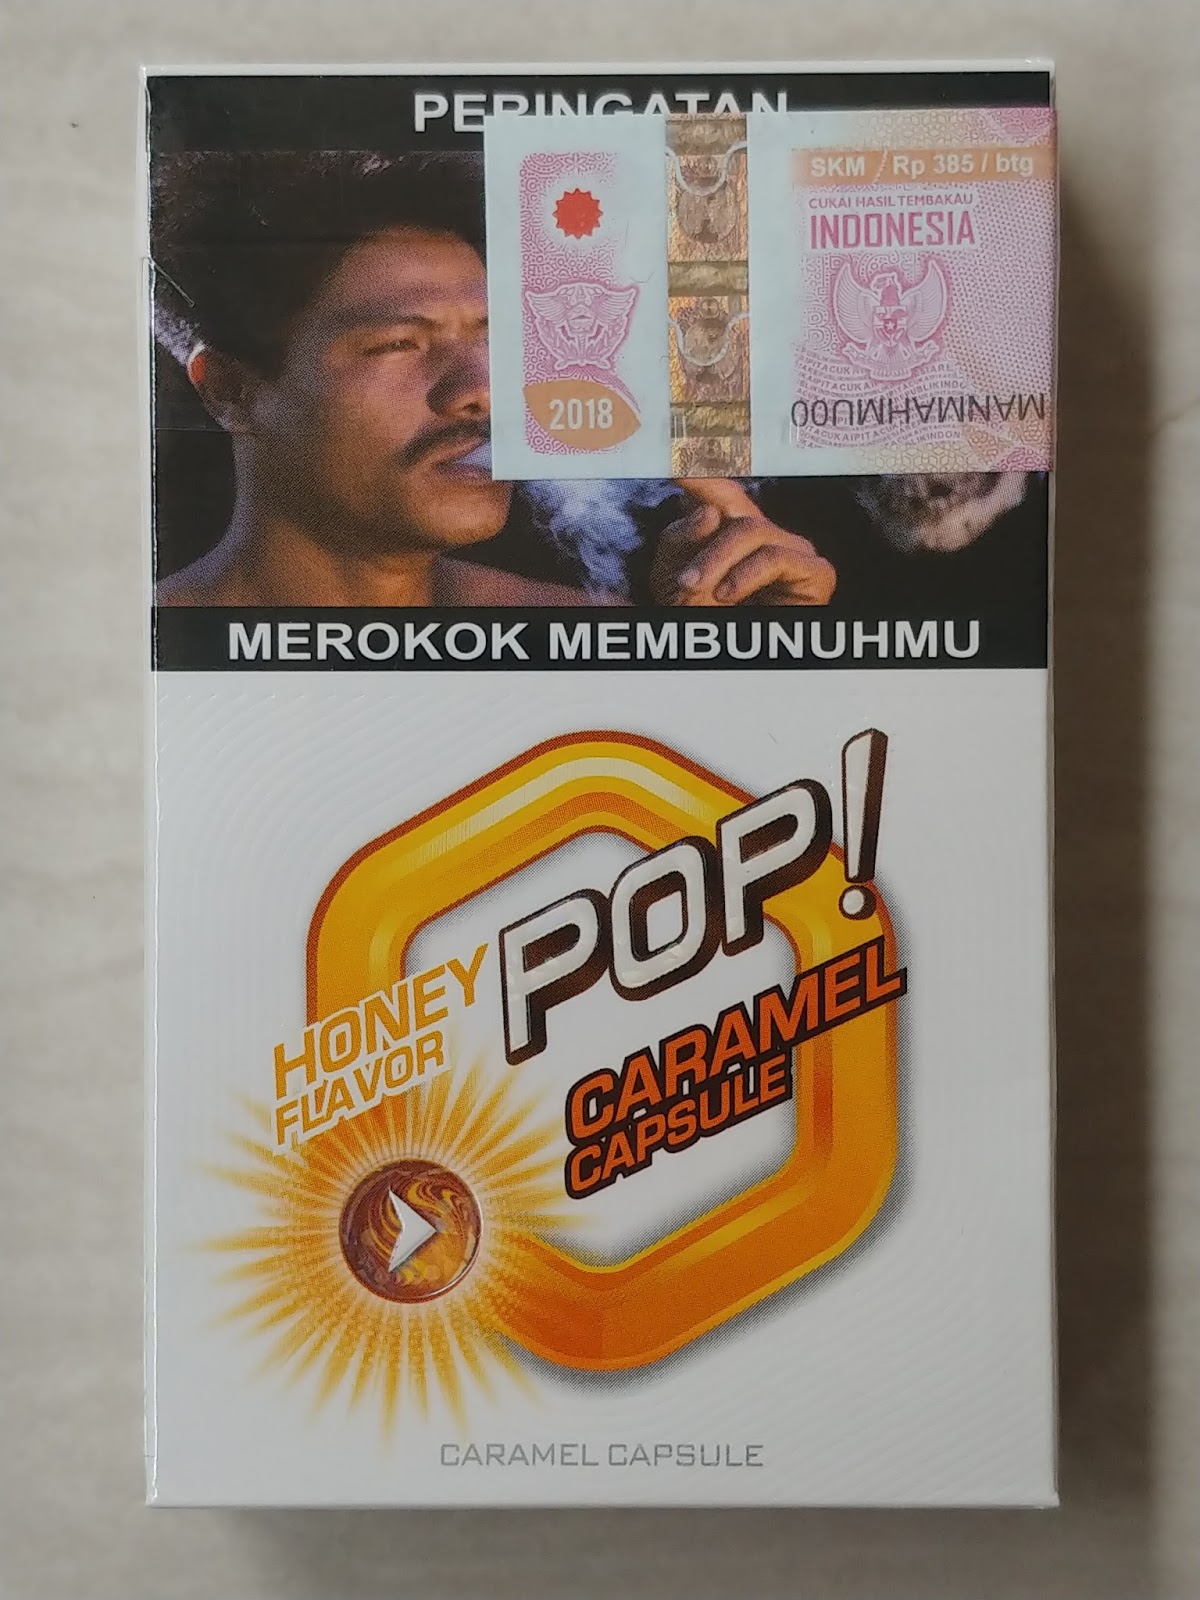 PERINGATAN
SKM / Rp 385 / btg
CUKAI HASIL TEMBAKAU
INDONESIA
2018
MANMAHMU00
MEROKOK MEMBUNUHMU
POP!
HONEY
FLAVOR
CARAMEL
CAPSULE
CARAMEL CAPSULE